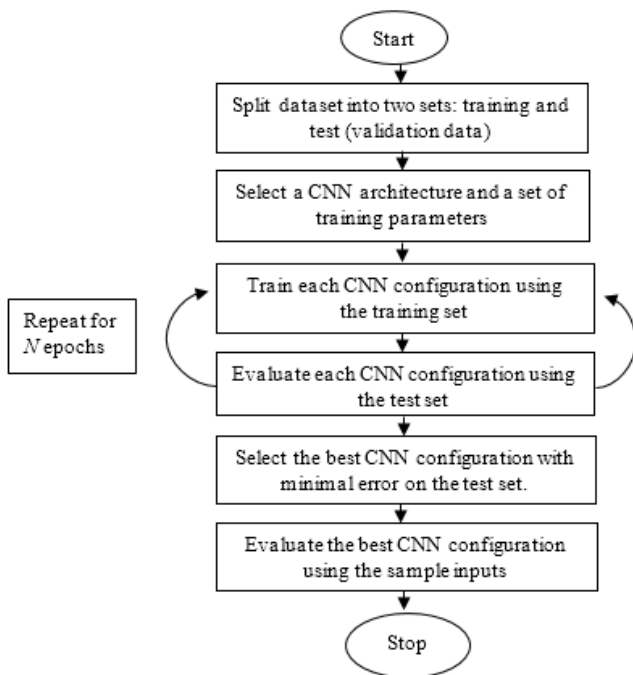 Start
Split dataset into two sets: training and
test (validation data)
Select a CNN architecture and a set of
training parameters
Train each CNN configuration using
the training set
Repeat for
N epochs
Evaluate each CNN configuration using
the test set
Select the best CNN configuration with
minimal error on the test set.
Evaluate the best CNN configuration
using the sample inputs
Stop